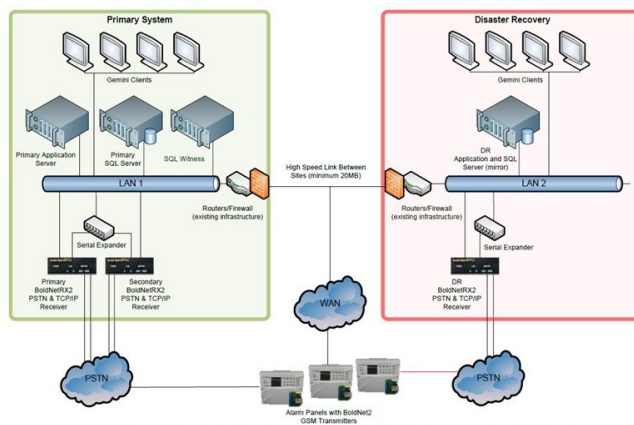 Primary System
Disaster Recovery
Gemini Clients
Gemini Clients
Primary Application
Server
Primary
SQL Server
SQL Witness
DR
Application and SQL
Server (mirror)
High Speed Link Between
Sites (minimum 20MB)
LAN 1
LAN 2
Routers/Firewall
(existing infrastructure)
Routers/Firewall
(existing infrastructure)
Serial Expander
Serial Expander
Primary
BoldNetRX2
PSTN & TCP/IP
Receiver
Secondary
BoldNetRX2
PSTN & TCP/IP
Receiver
DR
BoldNetRX2
PSTN & TCP/IP
Receiver
WAN
PSTN
PSTN
Alarm Panels with BoldNet2
GSM Transmitters